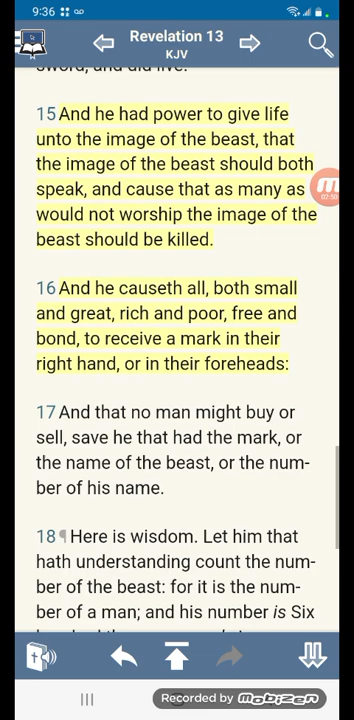 9:36
Revelation 13
KJV
sword, and did live.
15 And he had power to give life
unto the image of the beast, that
the image of the beast should both
speak, and cause that as many as
would not worship the image of the
beast should be killed.
16 And he causeth all, both small
and great, rich and poor, free and
bond, to receive a mark in their
right hand, or in their foreheads:
17 And that no man might buy or
sell, save he that had the mark, or
the name of the beast, or the num-
ber of his name.
18 ¶ Here is wisdom. Let him that
hath understanding count the num-
ber of the beast: for it is the num-
ber of a man; and his number is Six
Recorded by mobizen